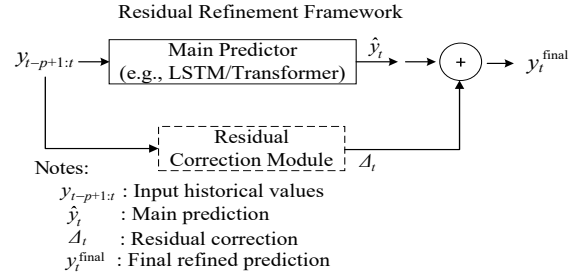 Residual Refinement Framework
y_{t−p+1:t}
Main Predictor
(e.g., LSTM/Transformer)
ŷ_t
+
y_t^{final}
Residual
Correction Module
Δ_t
Notes:
y_{t−p+1:t} : Input historical values
ŷ_t : Main prediction
Δ_t : Residual correction
y_t^{final} : Final refined prediction